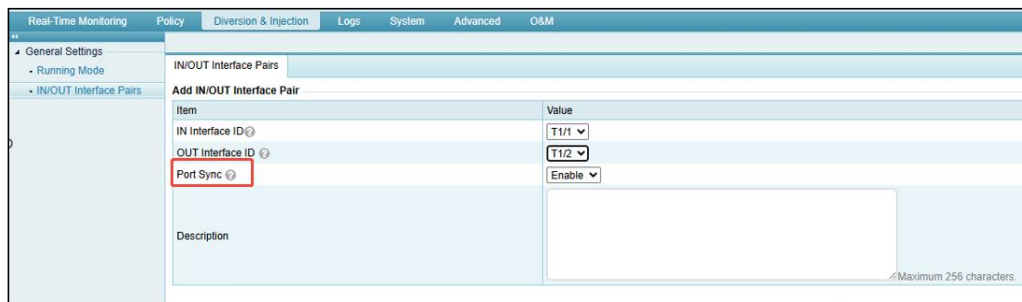 Real-Time Monitoring Policy Diversion & Injection Logs System Advanced O&M
General Settings
Running Mode
IN/OUT Interface Pairs
IN/OUT Interface Pairs
Add IN/OUT Interface Pair
Item Value
IN Interface ID T1/1
OUT Interface ID T1/2
Port Sync Enable
Description
Maximum 256 characters.